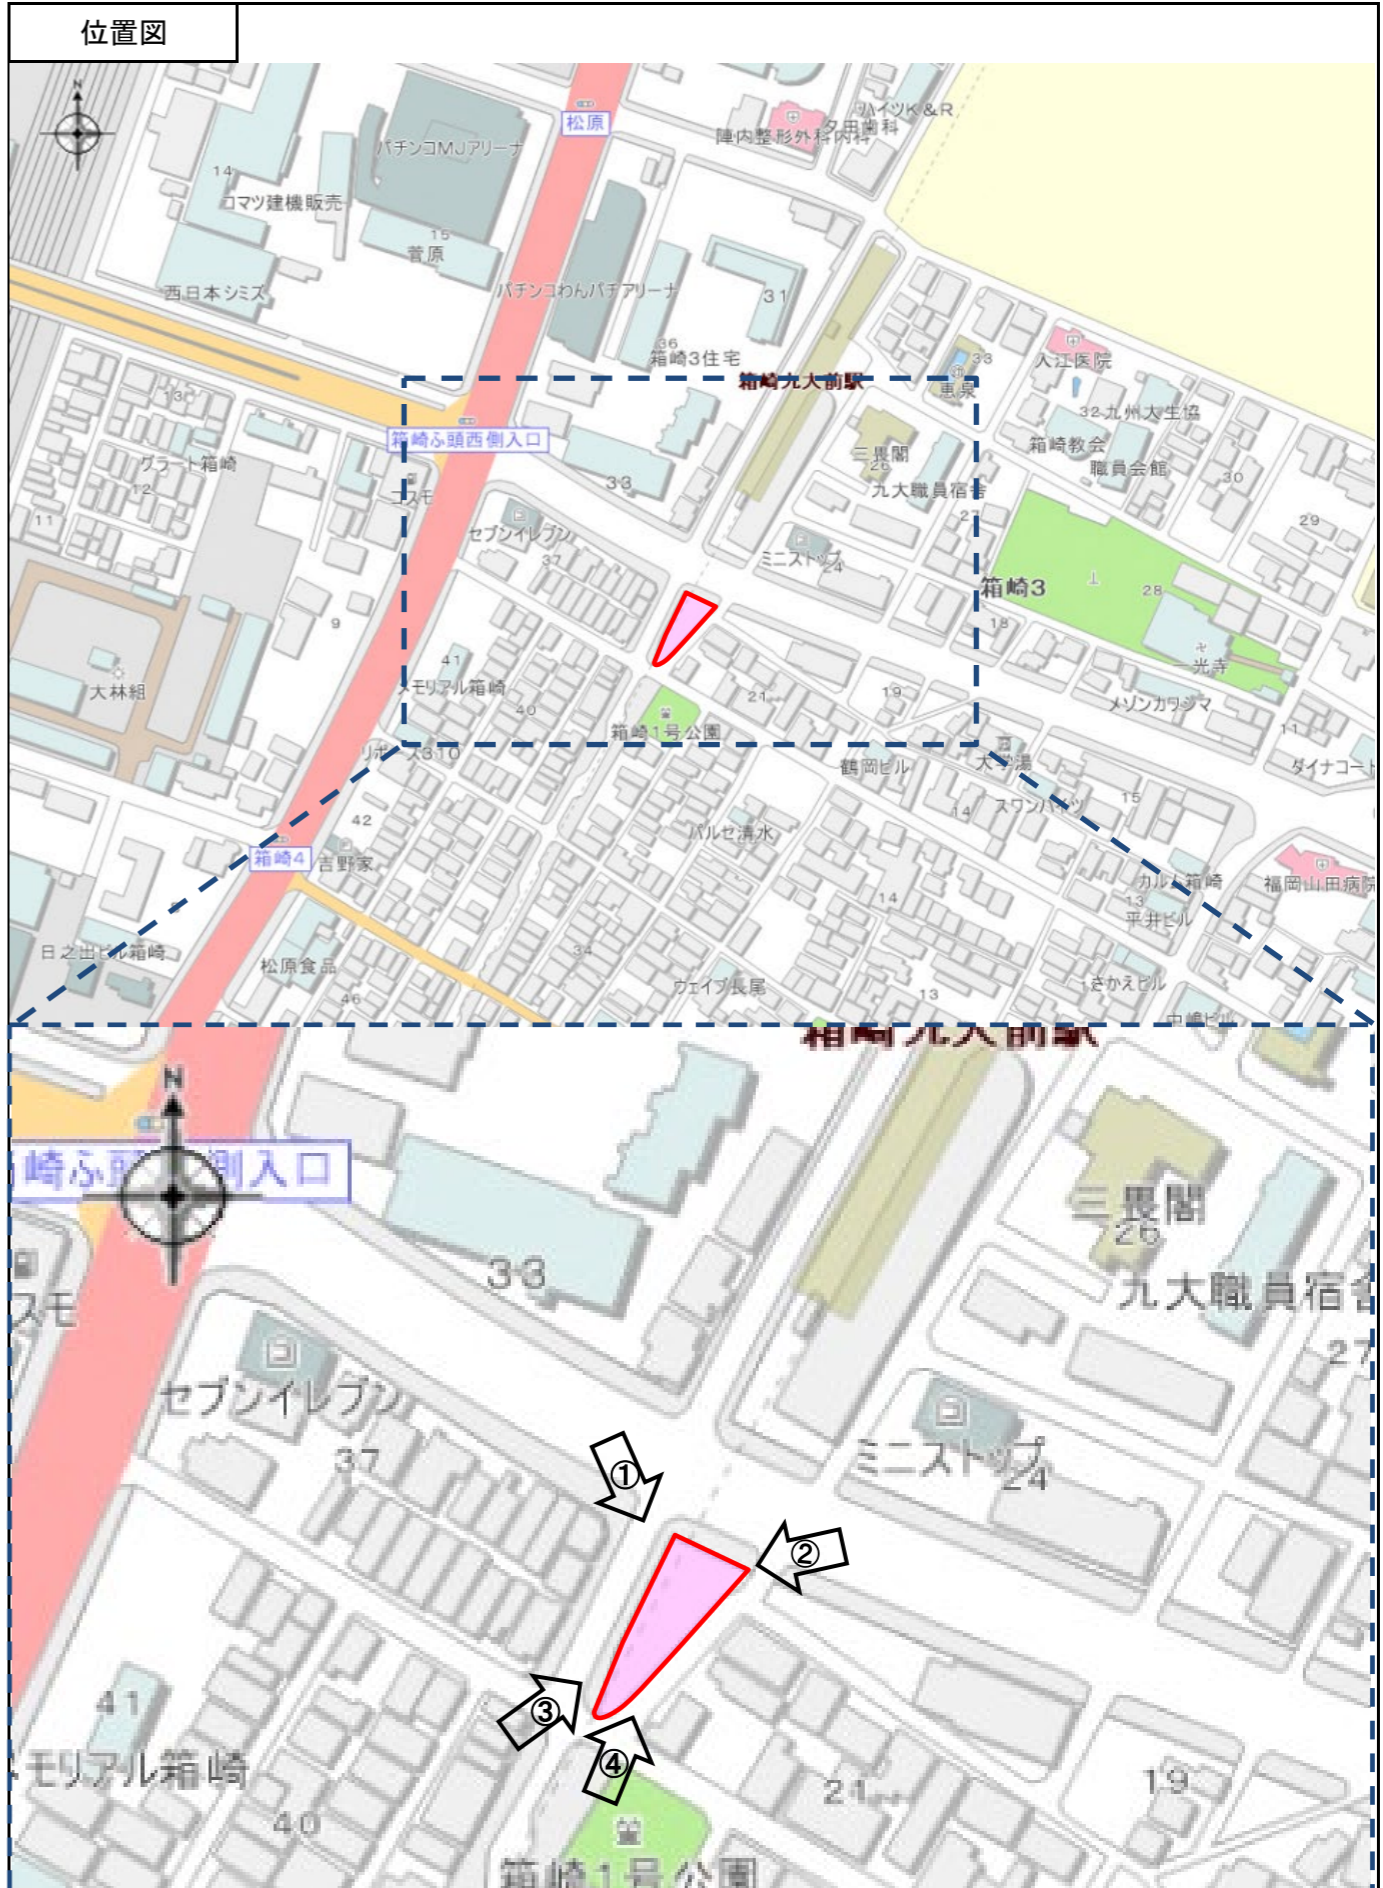 位置図
N
松原
ハイツK&R
夕田歯科
陣内整形外科内科
パチンコMJアリーナ
14
コマツ建機販売
15
菅原
西日本シミズ
パチンコわんパチアリーナ
31
36
箱崎3住宅
箱崎九大前駅
33
恵泉
入江医院
32
九州大生協
箱崎教会
職員会館
30
29
13
グラート箱崎
12
11
箱崎ふ頭西側入口
コスモ
33
三畏閣
26
九大職員宿舎
27
セブンイレブン
37
ミニストップ
24
箱崎3
28
一光寺
18
9
大林組
41
メモリアル箱崎
40
21
19
箱崎1号公園
メゾンカワシマ
11
ダイナコート
リボース310
鶴岡ビル
大学湯
スワンハイツ
15
14
42
箱崎4
吉野家
パルセ清水
カルム箱崎
福岡山田病院
13
平井ビル
14
日之出ビル箱崎
松原食品
34
46
ウェイブ長尾
13
さかえビル
中嶋ビル
箱崎九大前駅
N
崎ふ頭
側入口
スモ
33
三畏閣
26
九大職員宿舎
27
セブンイレブン
37
ミニストップ
24
①
②
③
④
41
モリアル箱崎
40
21
19
箱崎1号公園